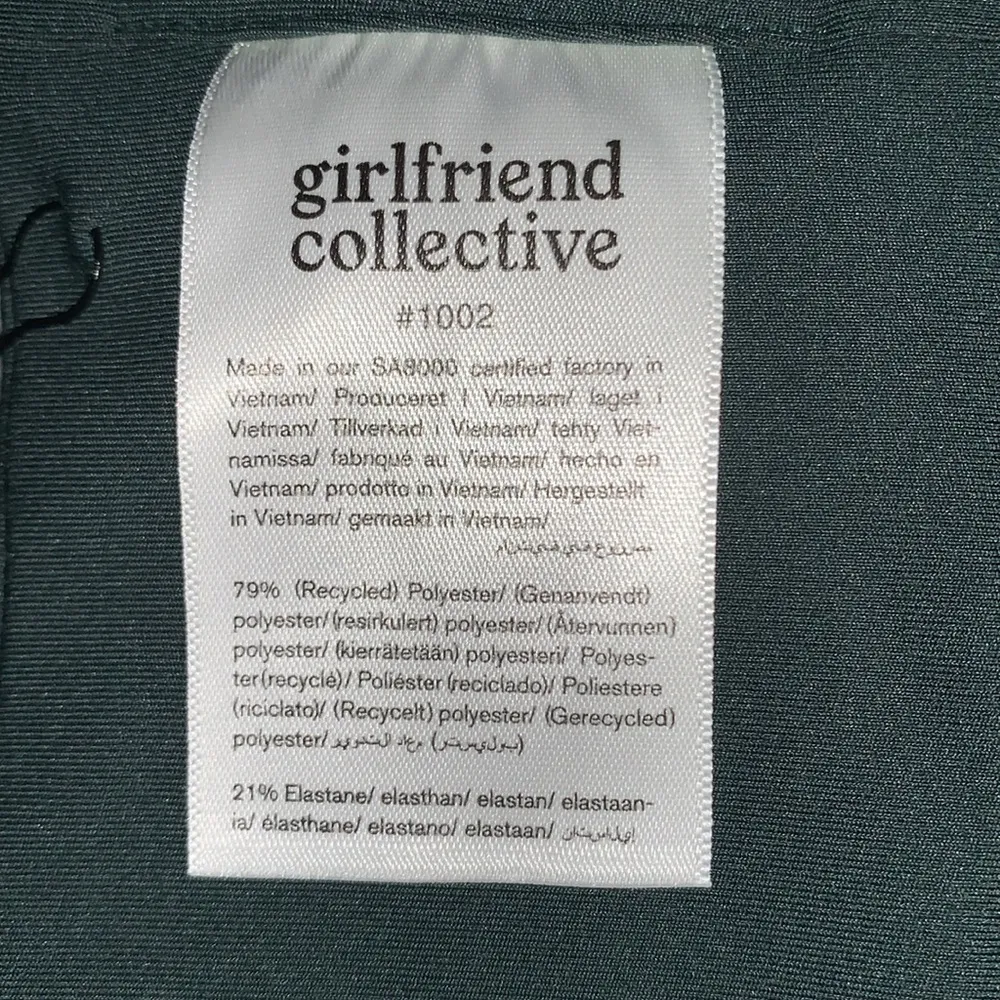 girlfriend
collective
#1002
Made in our SA8000 certified factory in
Vietnam/ Produceret I Vietnam/ laget i
Vietnam/ Tillverkad i Vietnam/ tehty Viet-
namissa/ fabriqué au Vietnam/ hecho en
Vietnam/ prodotto in Vietnam/ Hergestellt
in Vietnam/ gemaakt in Vietnam/
79% (Recycled) Polyester/ (Genanvendt)
polyester/ (resirkulert) polyester/ (Återvunnen)
polyester/ (kierrätetään) polyesteri/ Polyes-
ter (recyclé)/ Poliéster (reciclado)/ Poliestere
(riciclato)/ (Recycelt) polyester/ (Gerecycled)
polyester/
21% Elastane/ elasthan/ elastan/ elastaan-
ia/ élasthane/ elastano/ elastaan/